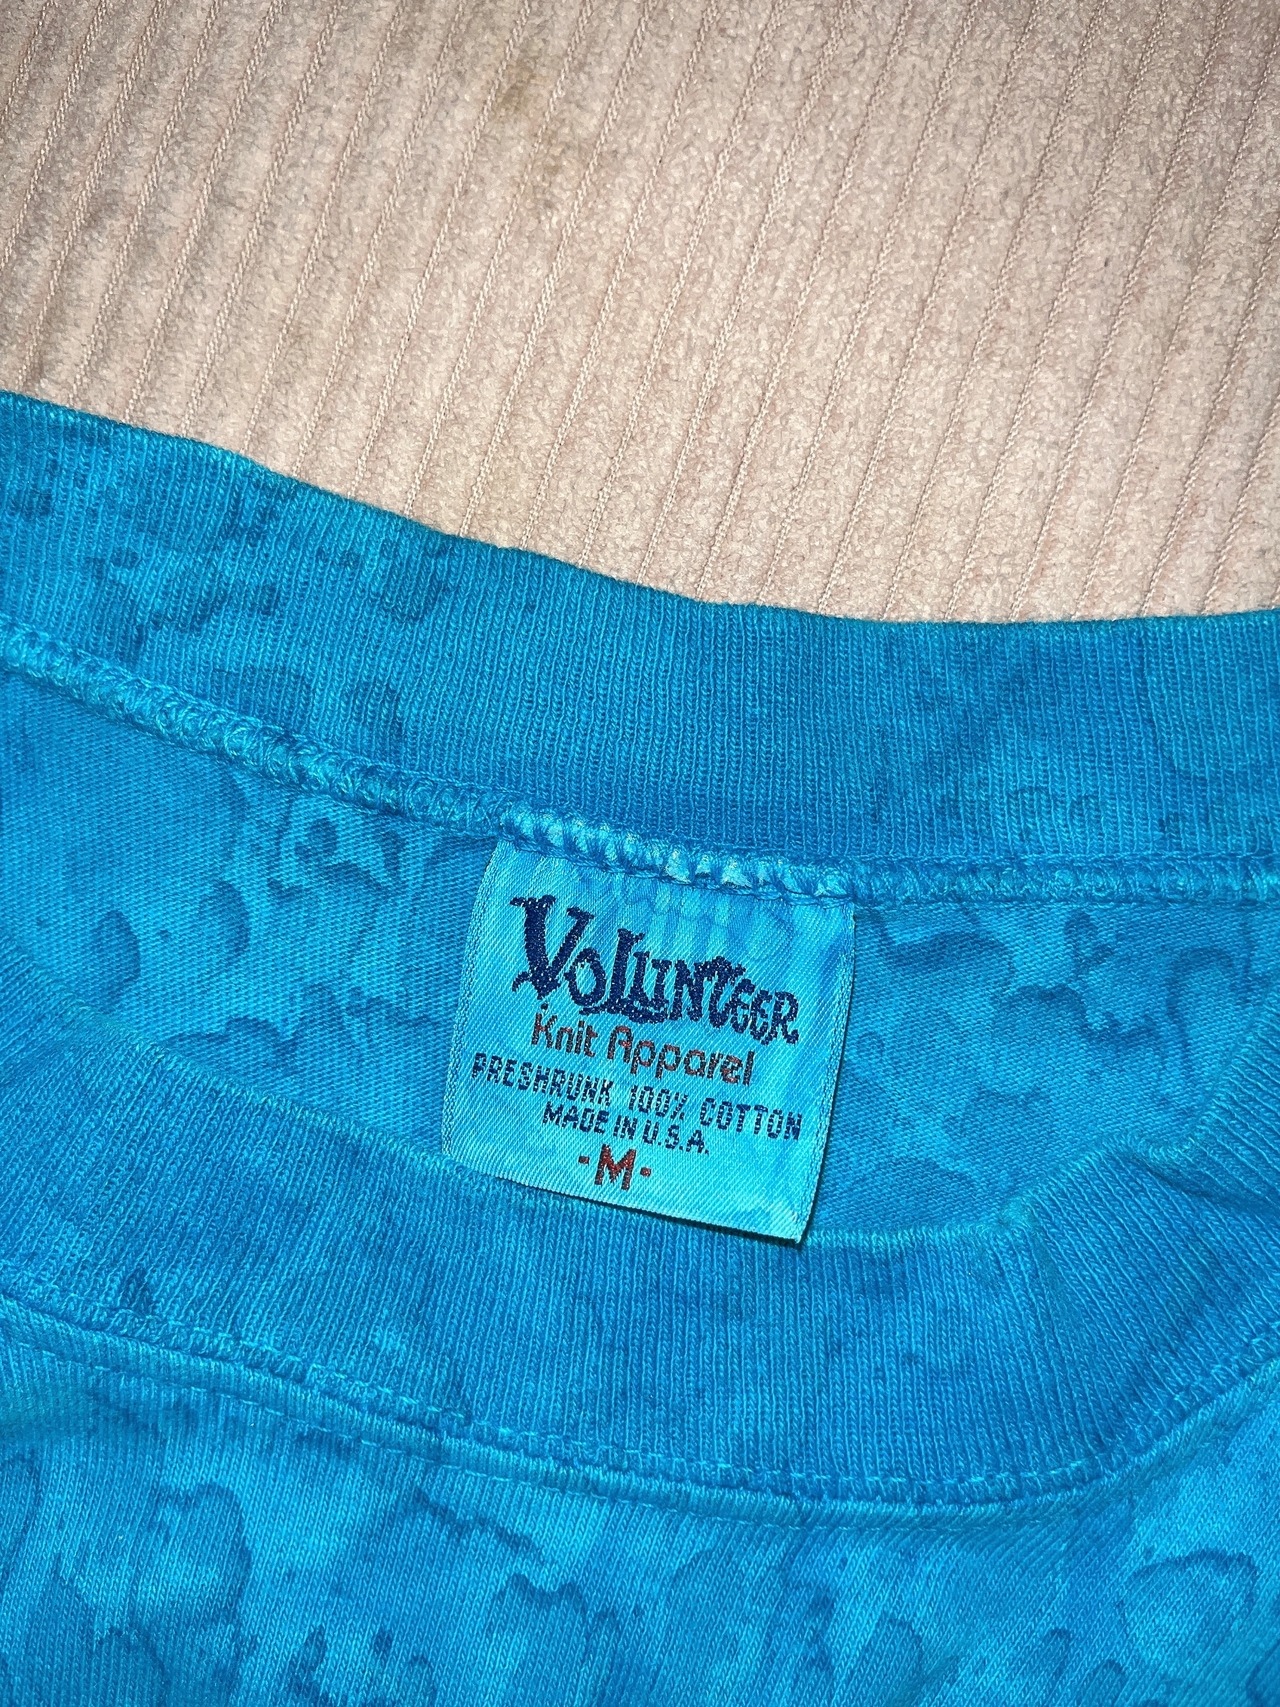 VOLUNTEER
Knit Apparel
PRESHRUNK 100% COTTON
MADE IN U.S.A.
-M-